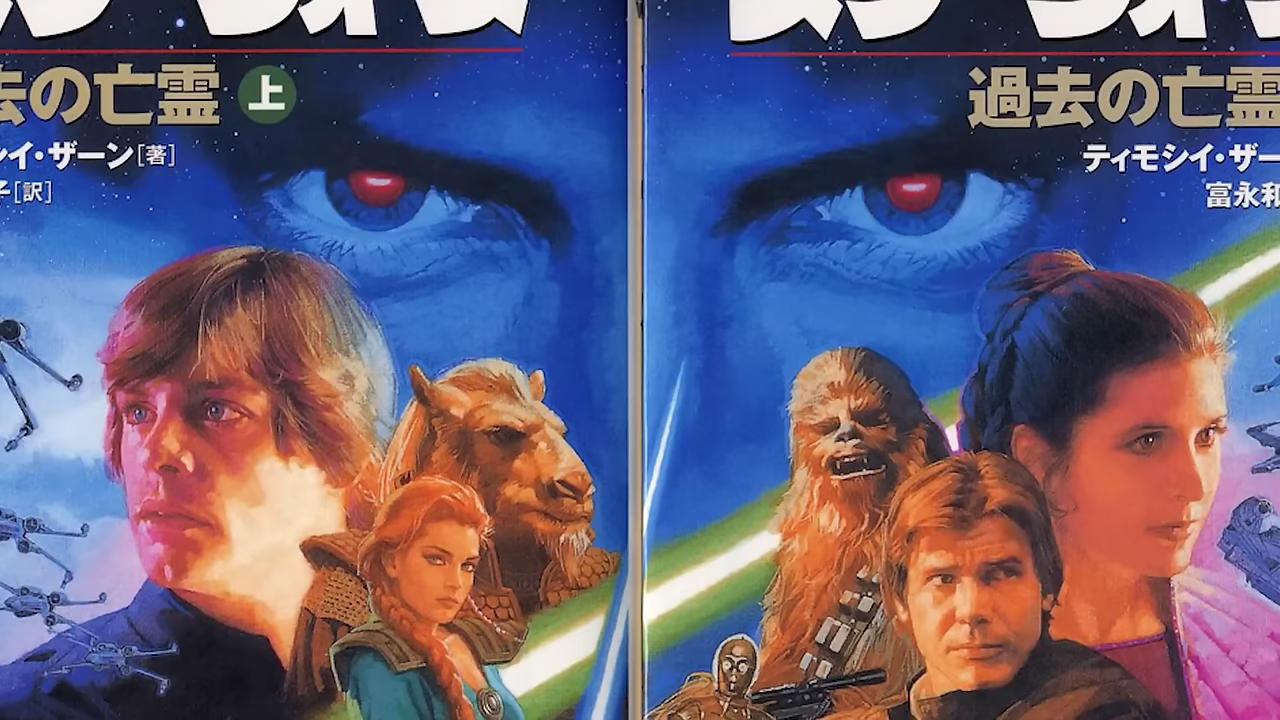 去の亡霊 上
シイ・ザーン[著]
子[訳]
過去の亡霊
ティモシイ・ザー
富永和